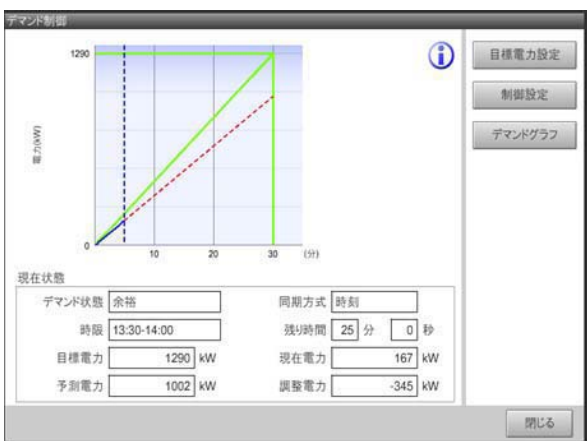 デマンド制御
1290
電力(kW)
0
10 20 30 (分)
目標電力設定
制御設定
デマンドグラフ
現在状態
デマンド状態 余裕 同期方式 時刻
時限 13:30-14:00 残り時間 25 分 0 秒
目標電力 1290 kW 現在電力 167 kW
予測電力 1002 kW 調整電力 -345 kW
閉じる